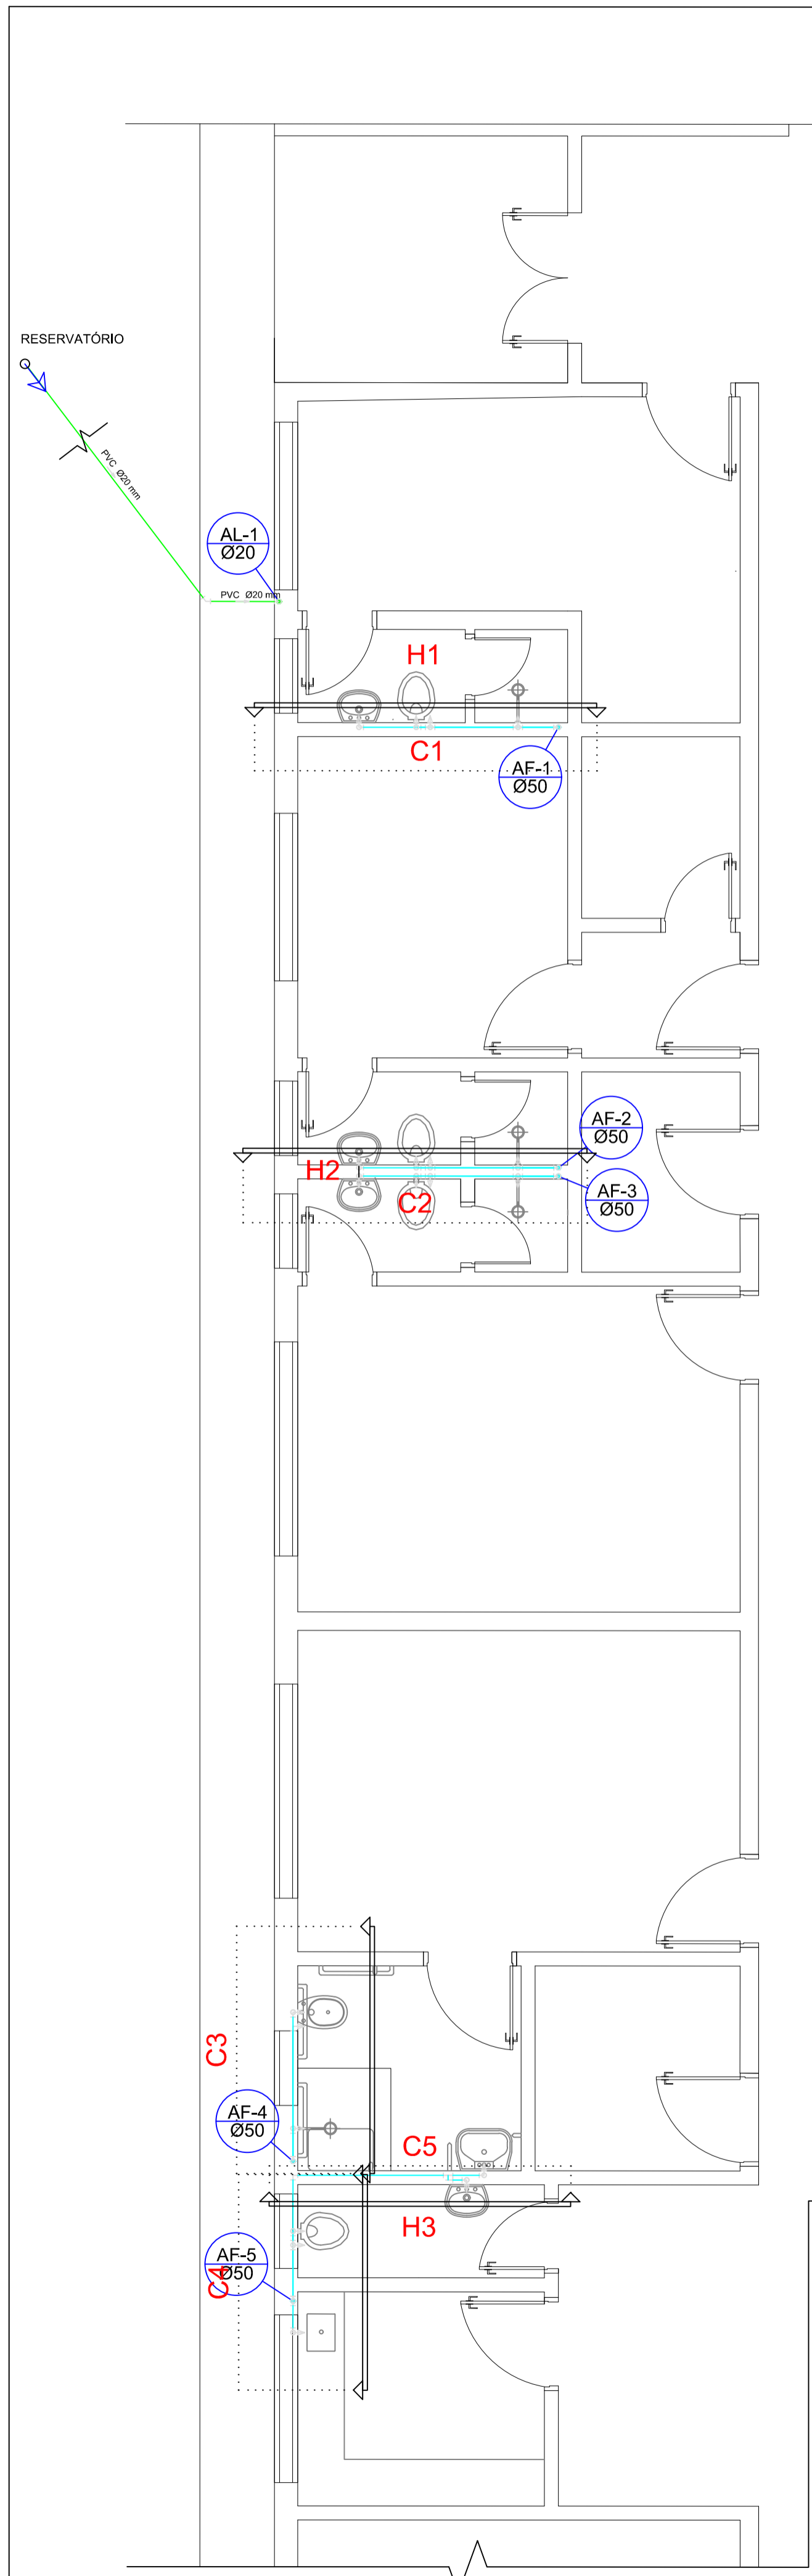 RESERVATÓRIO
PVC Ø20 mm
AL-1
Ø20
PVC Ø20 mm
H1
C1
AF-1
Ø50
AF-2
Ø50
H2
AF-3
Ø50
C2
C3
AF-4
Ø50
C5
H3
AF-5
Ø50
C4